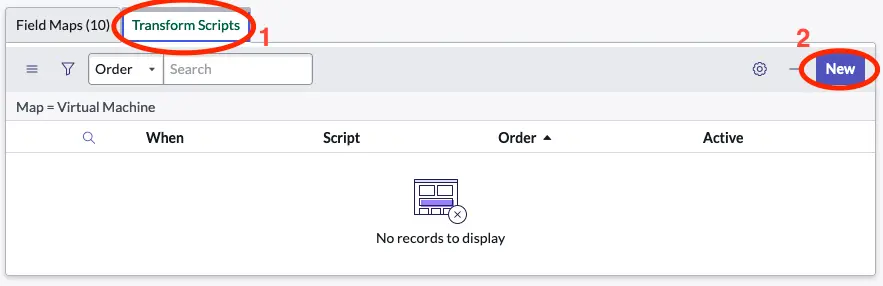 Field Maps (10) Transform Scripts 1 2
Order Search New
Map = Virtual Machine
When Script Order Active
No records to display